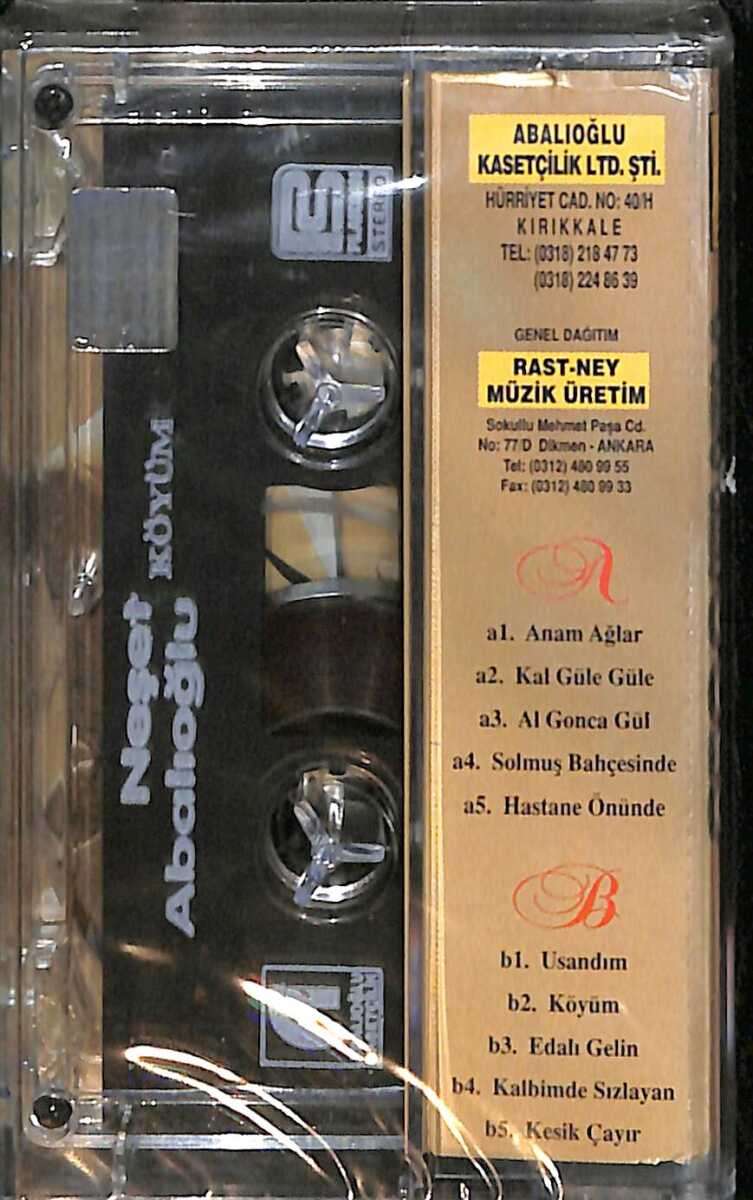 ABALIOĞLU
KASETÇİLİK LTD. ŞTİ.
HÜRRİYET CAD. NO: 40/H
KIRIKKALE
TEL: (0318) 218 47 73
(0318) 224 86 39
GENEL DAĞITIM
RAST-NEY
MÜZİK ÜRETİM
Sokullu Mehmet Paşa Cd.
No: 77/D Dikmen - ANKARA
Tel: (0312) 480 99 55
Fax: (0312) 480 99 33
A
a1. Anam Ağlar
a2. Kal Güle Güle
a3. Al Gonca Gül
a4. Solmuş Bahçesinde
a5. Hastane Önünde
B
b1. Usandım
b2. Köyüm
b3. Edalı Gelin
b4. Kalbimde Sızlayan
b5. Kesik Çayır
Neşet
Abalıoğlu
KÖYÜM
STEREO